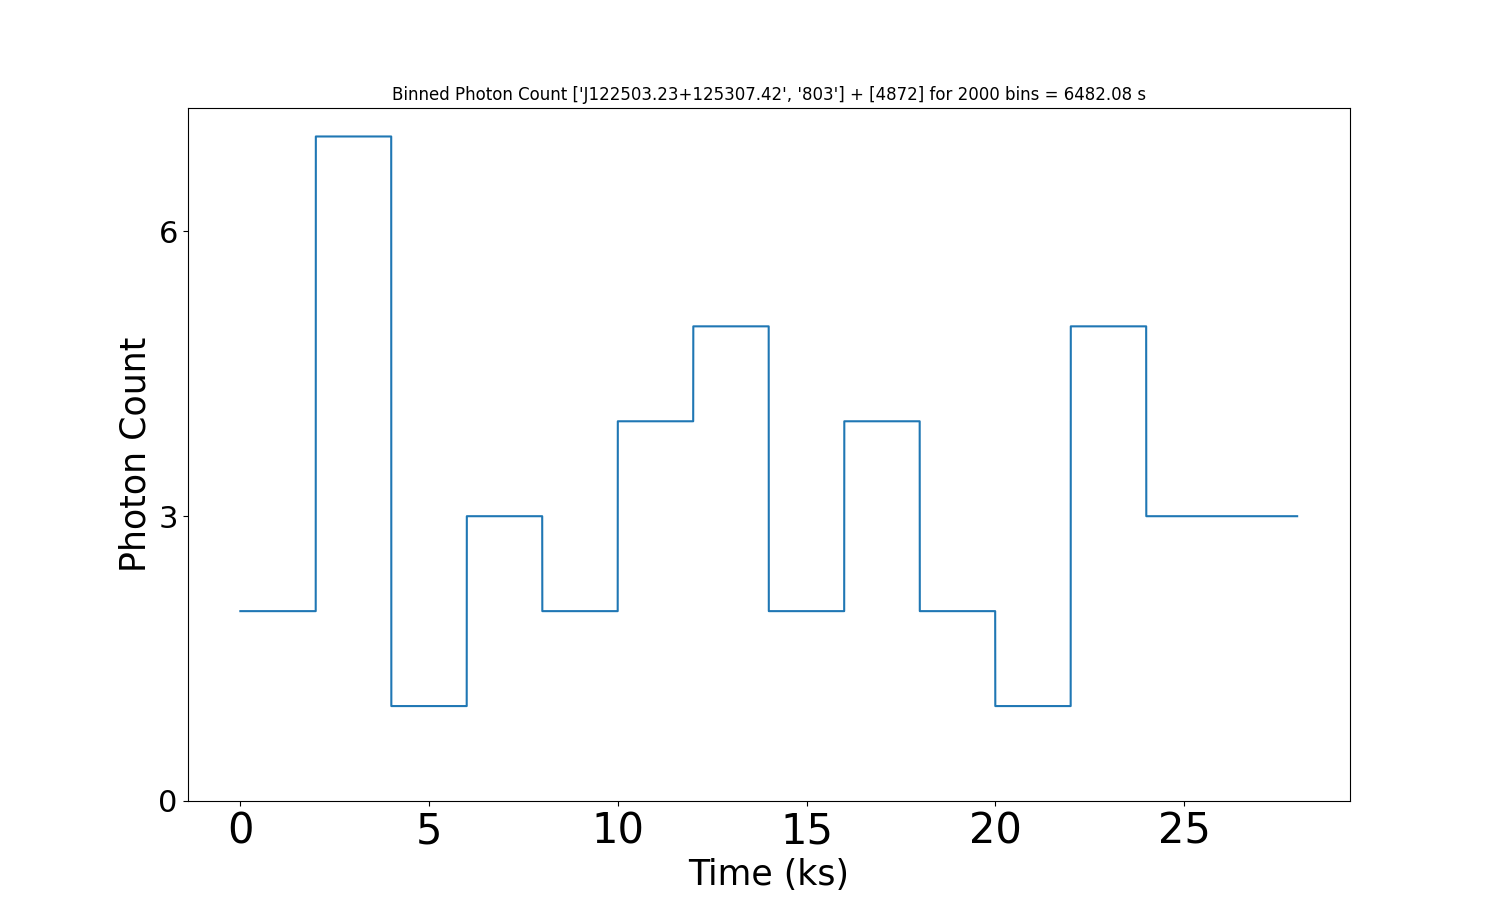 Binned Photon Count ['J122503.23+125307.42', '803'] + [4872] for 2000 bins = 6482.08 s
6
3
0
Photon Count
0 5 10 15 20 25
Time (ks)